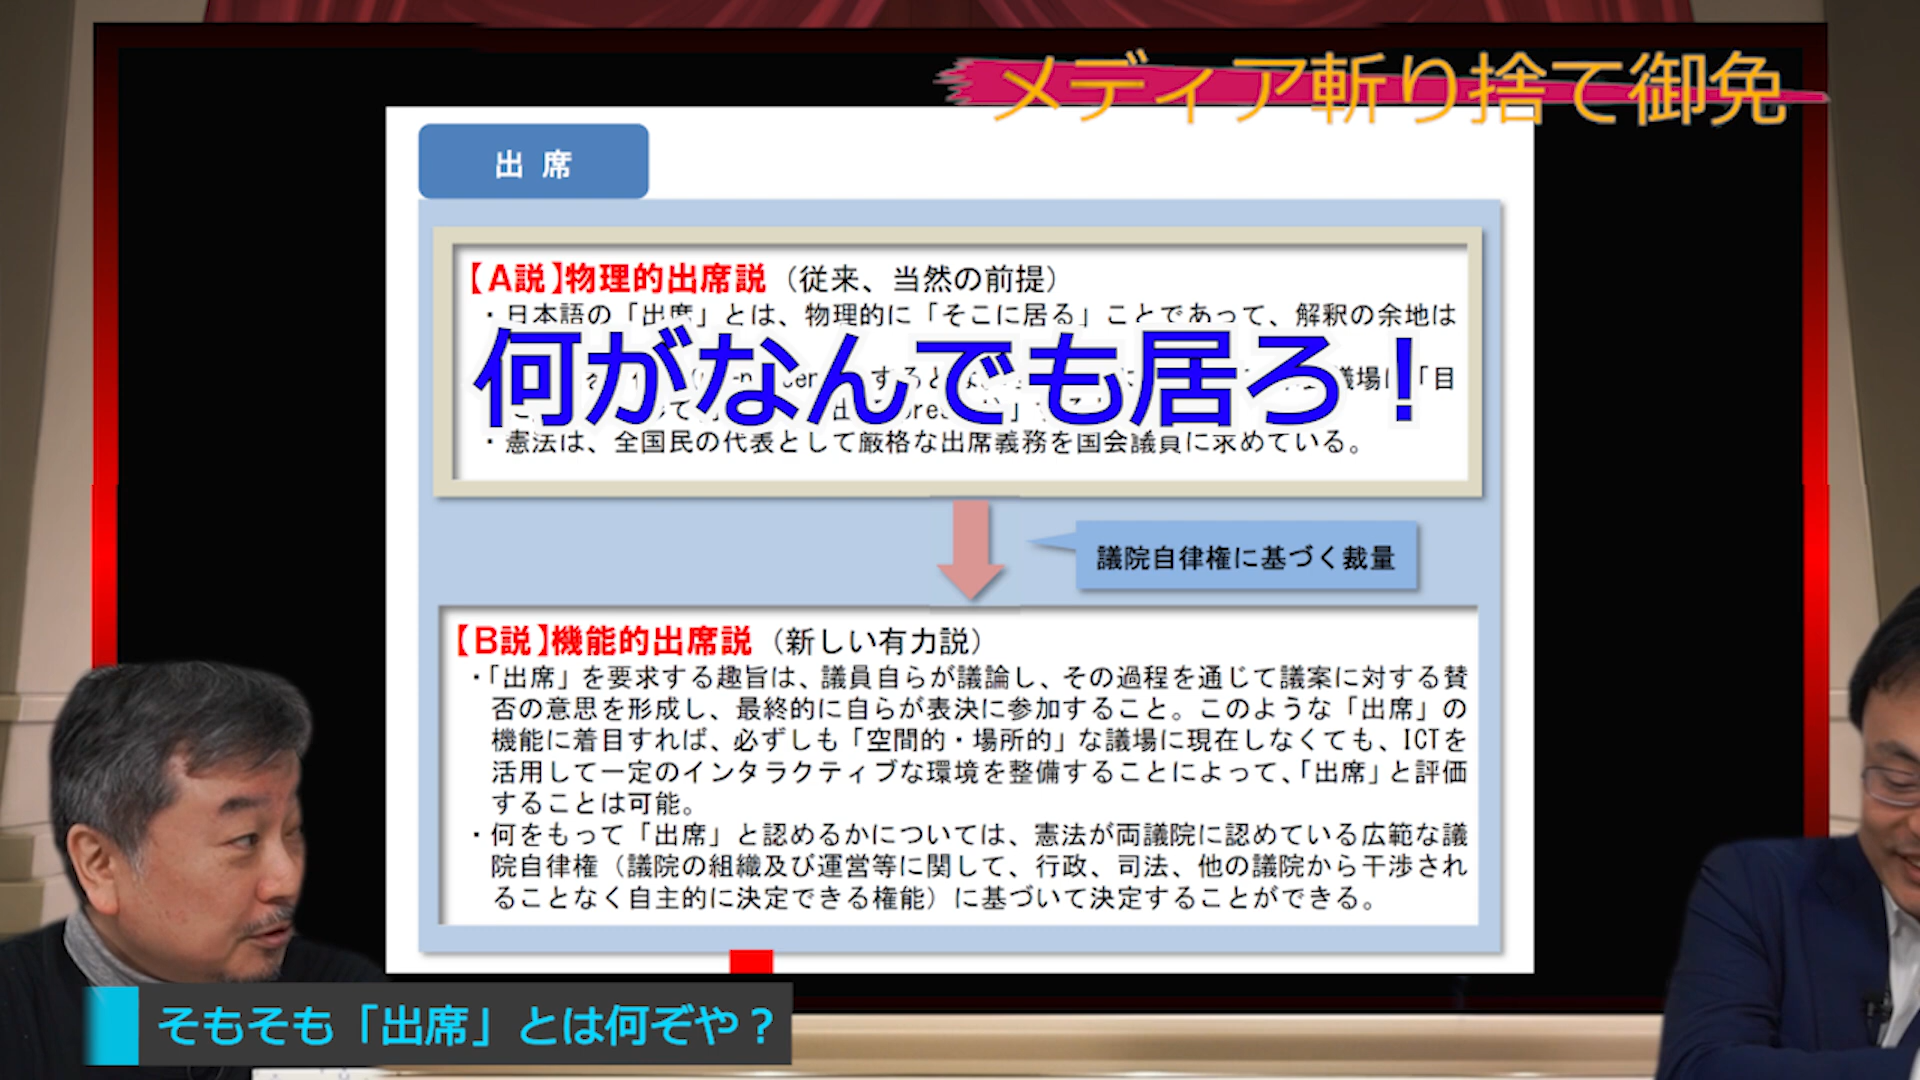 メディア斬り捨て御免
出 席
【A説】物理的出席説（従来、当然の前提）
・日本語の「出席」とは、物理的に「そこに居る」ことであって、解釈の余地は
何がなんでも居ろ！
議場に「目
・憲法は、全国民の代表として厳格な出席義務を国会議員に求めている。
議院自律権に基づく裁量
【B説】機能的出席説（新しい有力説）
・「出席」を要求する趣旨は、議員自らが議論し、その過程を通じて議案に対する賛
否の意思を形成し、最終的に自らが表決に参加すること。このような「出席」の
機能に着目すれば、必ずしも「空間的・場所的」な議場に現在しなくても、ICTを
活用して一定のインタラクティブな環境を整備することによって、「出席」と評価
することは可能。
・何をもって「出席」と認めるかについては、憲法が両議院に認めている広範な議
院自律権（議院の組織及び運営等に関して、行政、司法、他の議院から干渉され
ることなく自主的に決定できる権能）に基づいて決定することができる。
そもそも「出席」とは何ぞや？